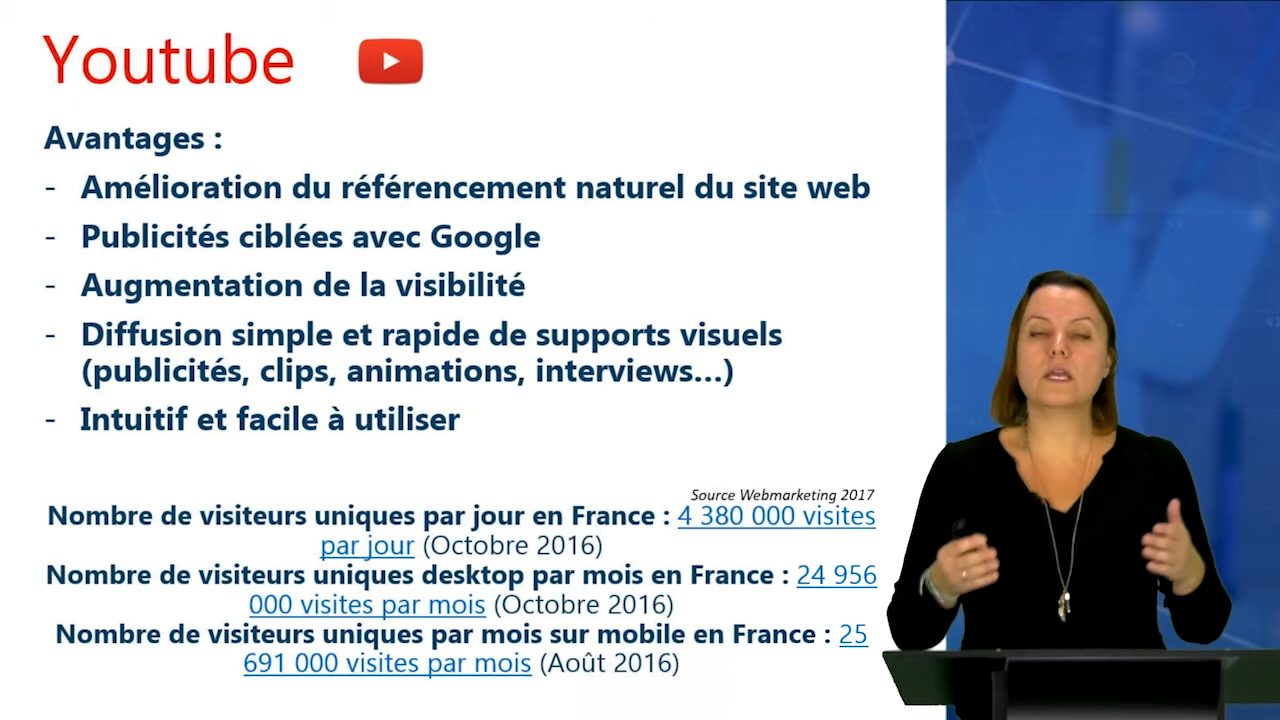 Youtube
Avantages :
- Amélioration du référencement naturel du site web
- Publicités ciblées avec Google
- Augmentation de la visibilité
- Diffusion simple et rapide de supports visuels
(publicités, clips, animations, interviews…)
- Intuitif et facile à utiliser
Source Webmarketing 2017
Nombre de visiteurs uniques par jour en France : 4 380 000 visites
par jour (Octobre 2016)
Nombre de visiteurs uniques desktop par mois en France : 24 956
000 visites par mois (Octobre 2016)
Nombre de visiteurs uniques par mois sur mobile en France : 25
691 000 visites par mois (Août 2016)